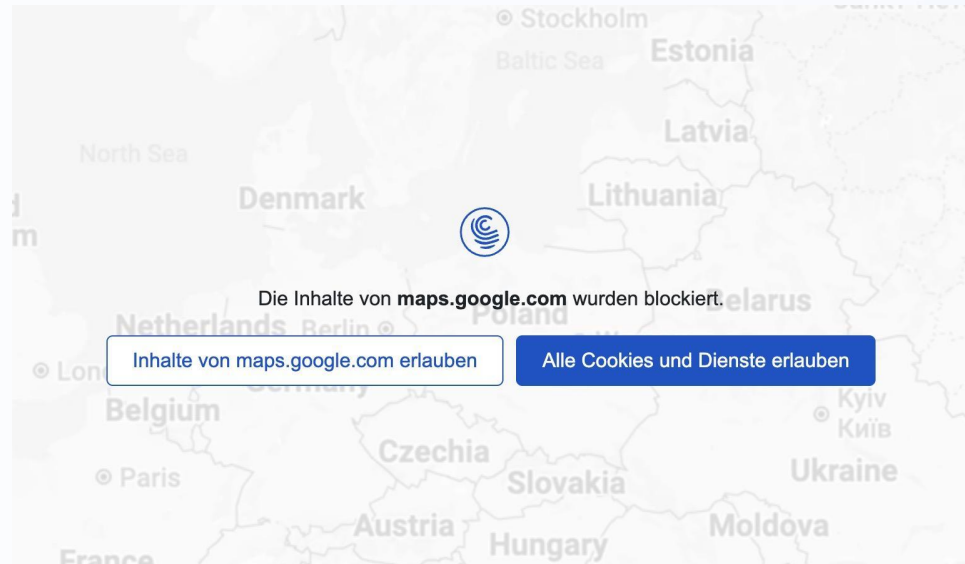 Stockholm
Estonia
Baltic Sea
Latvia
North Sea
Denmark
Lithuania
Die Inhalte von maps.google.com wurden blockiert.
Belarus
Poland
Netherlands
Berlin
Inhalte von maps.google.com erlauben
Alle Cookies und Dienste erlauben
Lon
Germany
Belgium
Kyiv
Київ
Czechia
Paris
Slovakia
Ukraine
Austria
Moldova
Hungary
France